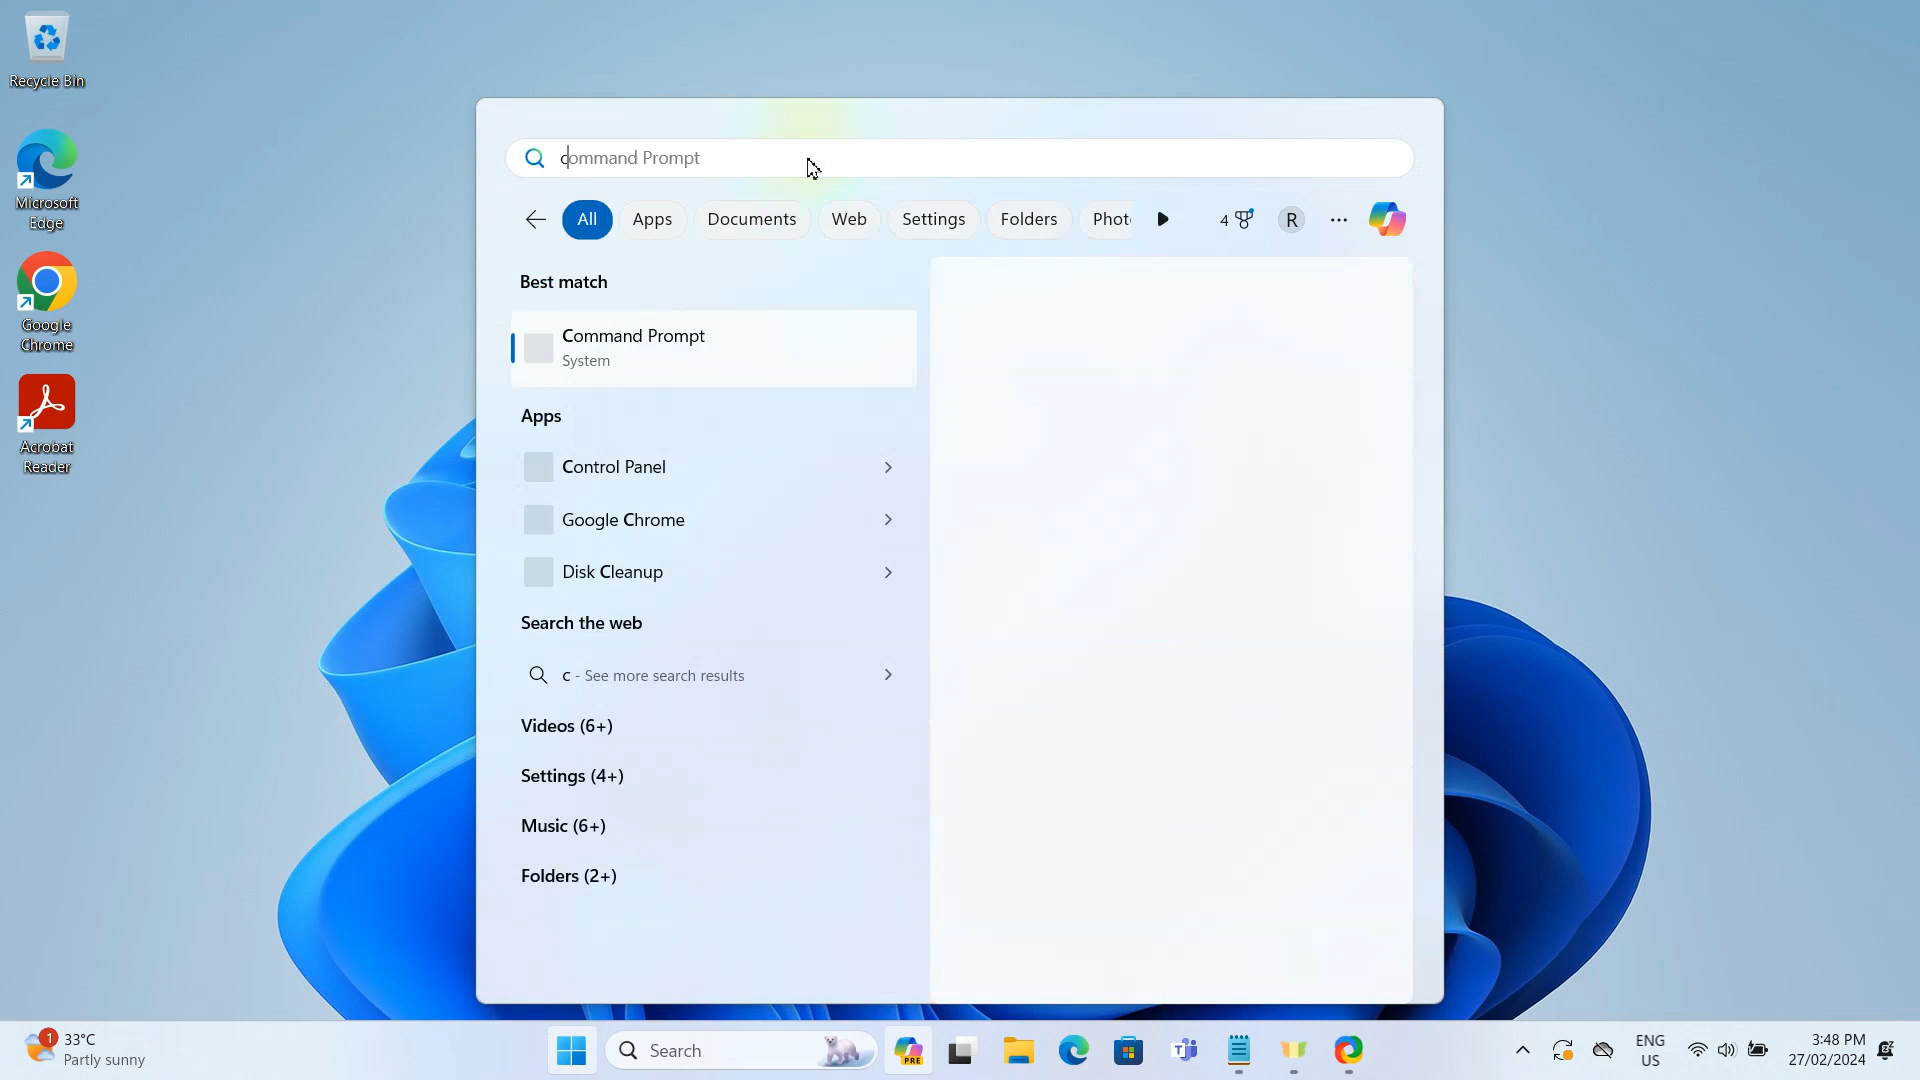 Recycle Bin
Microsoft
Edge
Google
Chrome
Acrobat
Reader
command Prompt
All
Apps
Documents
Web
Settings
Folders
4
R
Best match
Command Prompt
System
Apps
Control Panel
Google Chrome
Disk Cleanup
Search the web
c - See more search results
Videos (6+)
Settings (4+)
Music (6+)
Folders (2+)
1
33°C
Partly sunny
Search
PRE
ENG
US
3:48 PM
27/02/2024